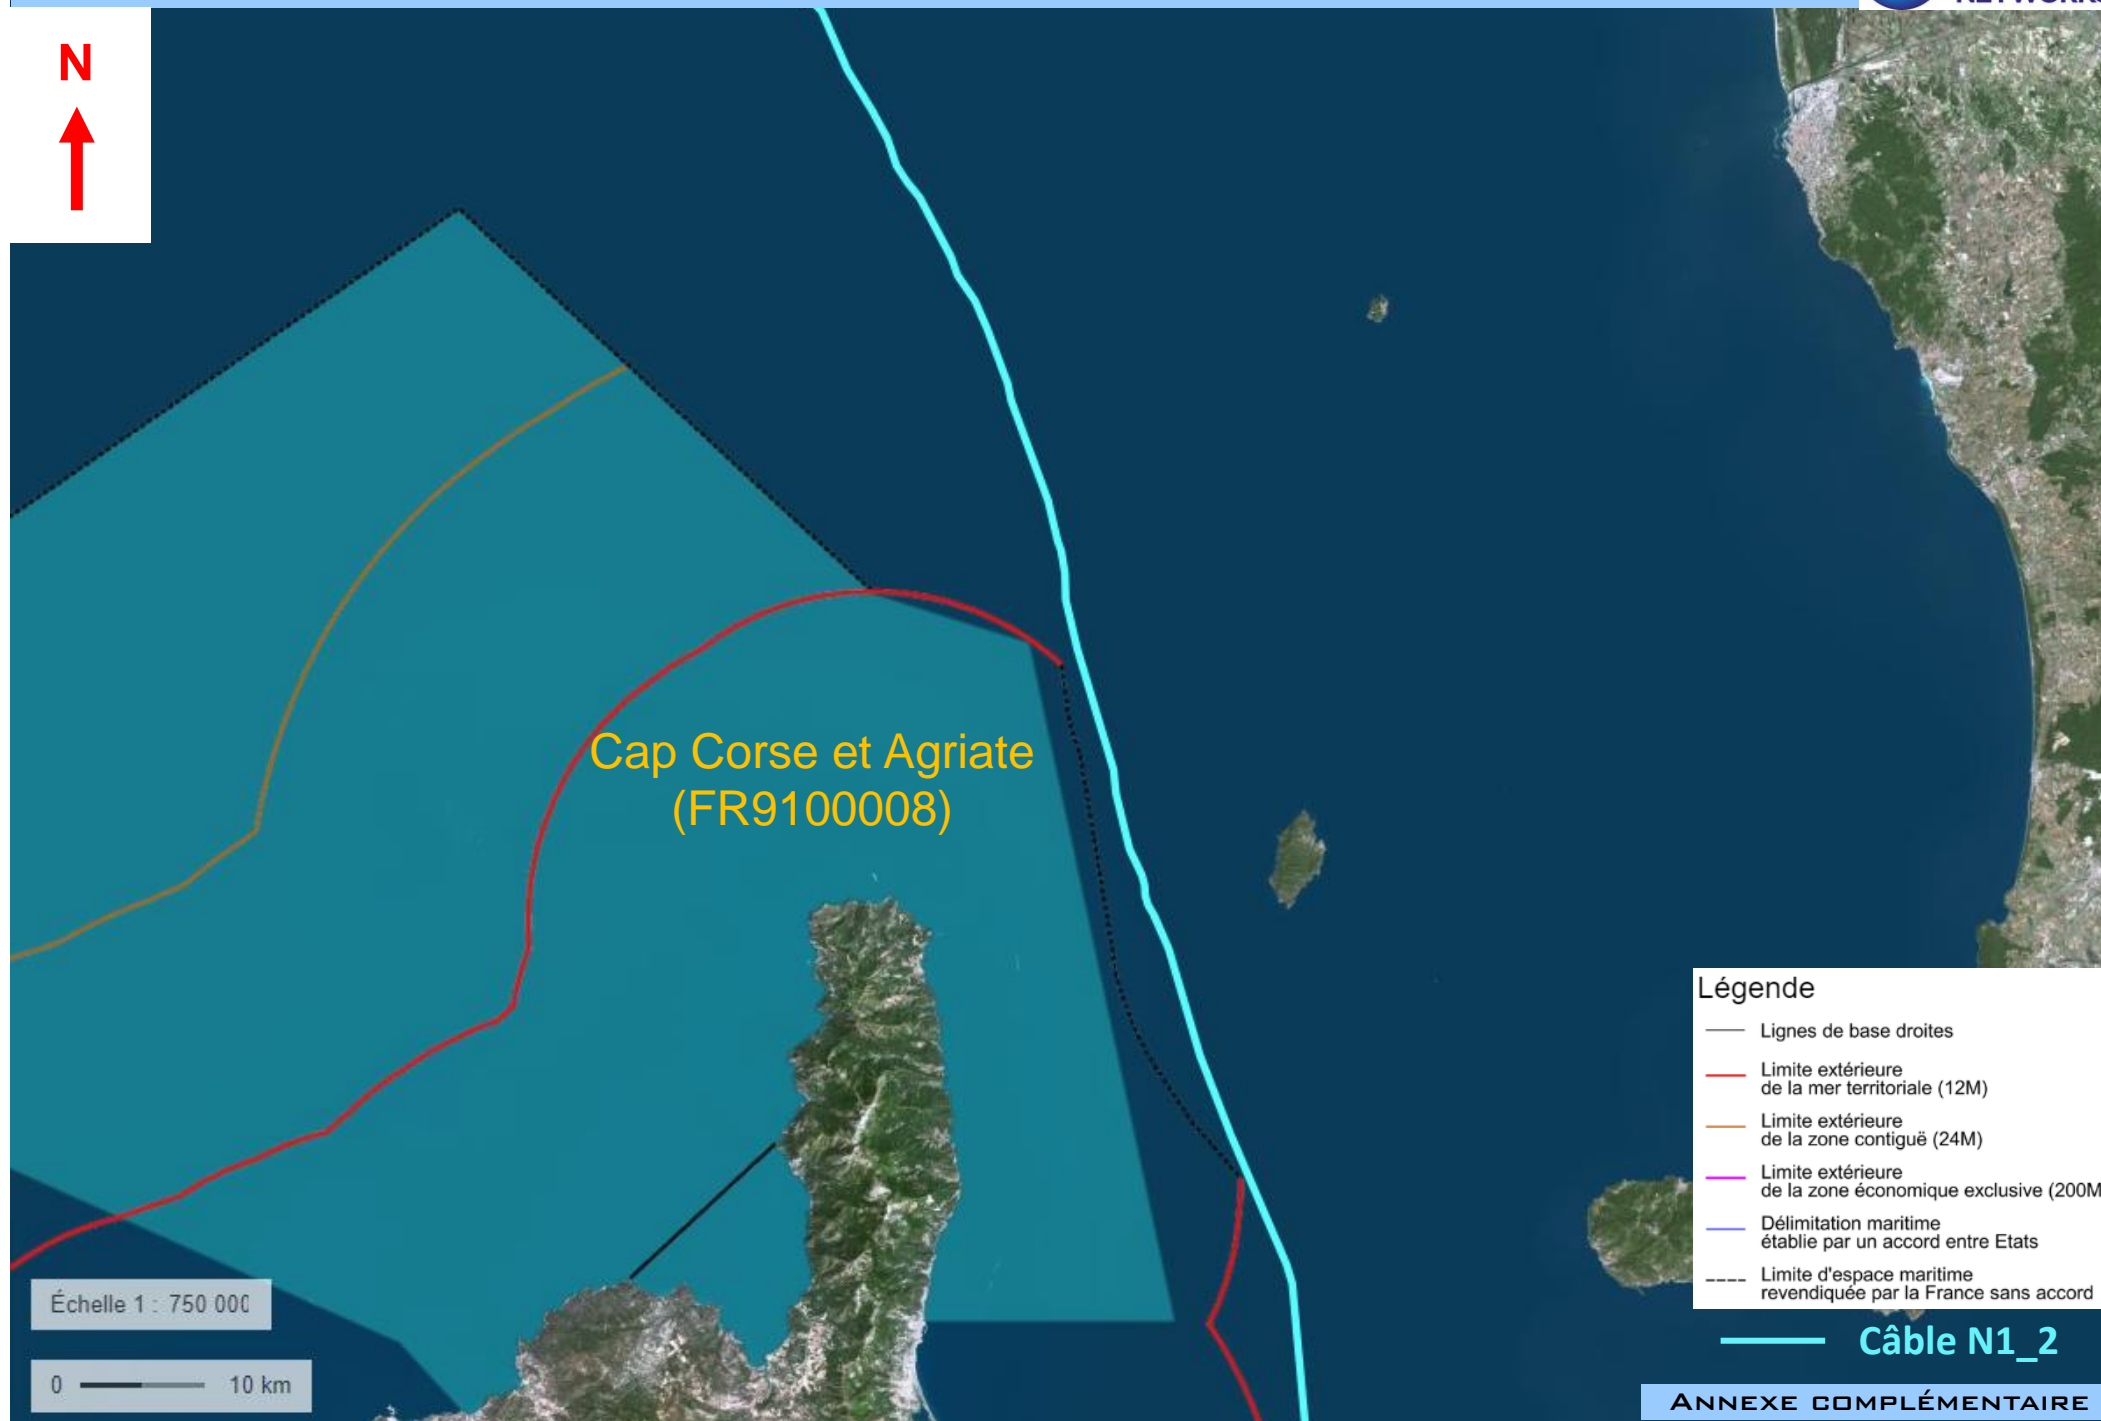 NETWORKS
N
Cap Corse et Agriate
(FR9100008)
Légende
Lignes de base droites
Limite extérieure
de la mer territoriale (12M)
Limite extérieure
de la zone contiguë (24M)
Limite extérieure
de la zone économique exclusive (200M
Délimitation maritime
établie par un accord entre Etats
Limite d'espace maritime
revendiquée par la France sans accord
Câble N1_2
Échelle 1 : 750 000
0 10 km
ANNEXE COMPLÉMENTAIRE